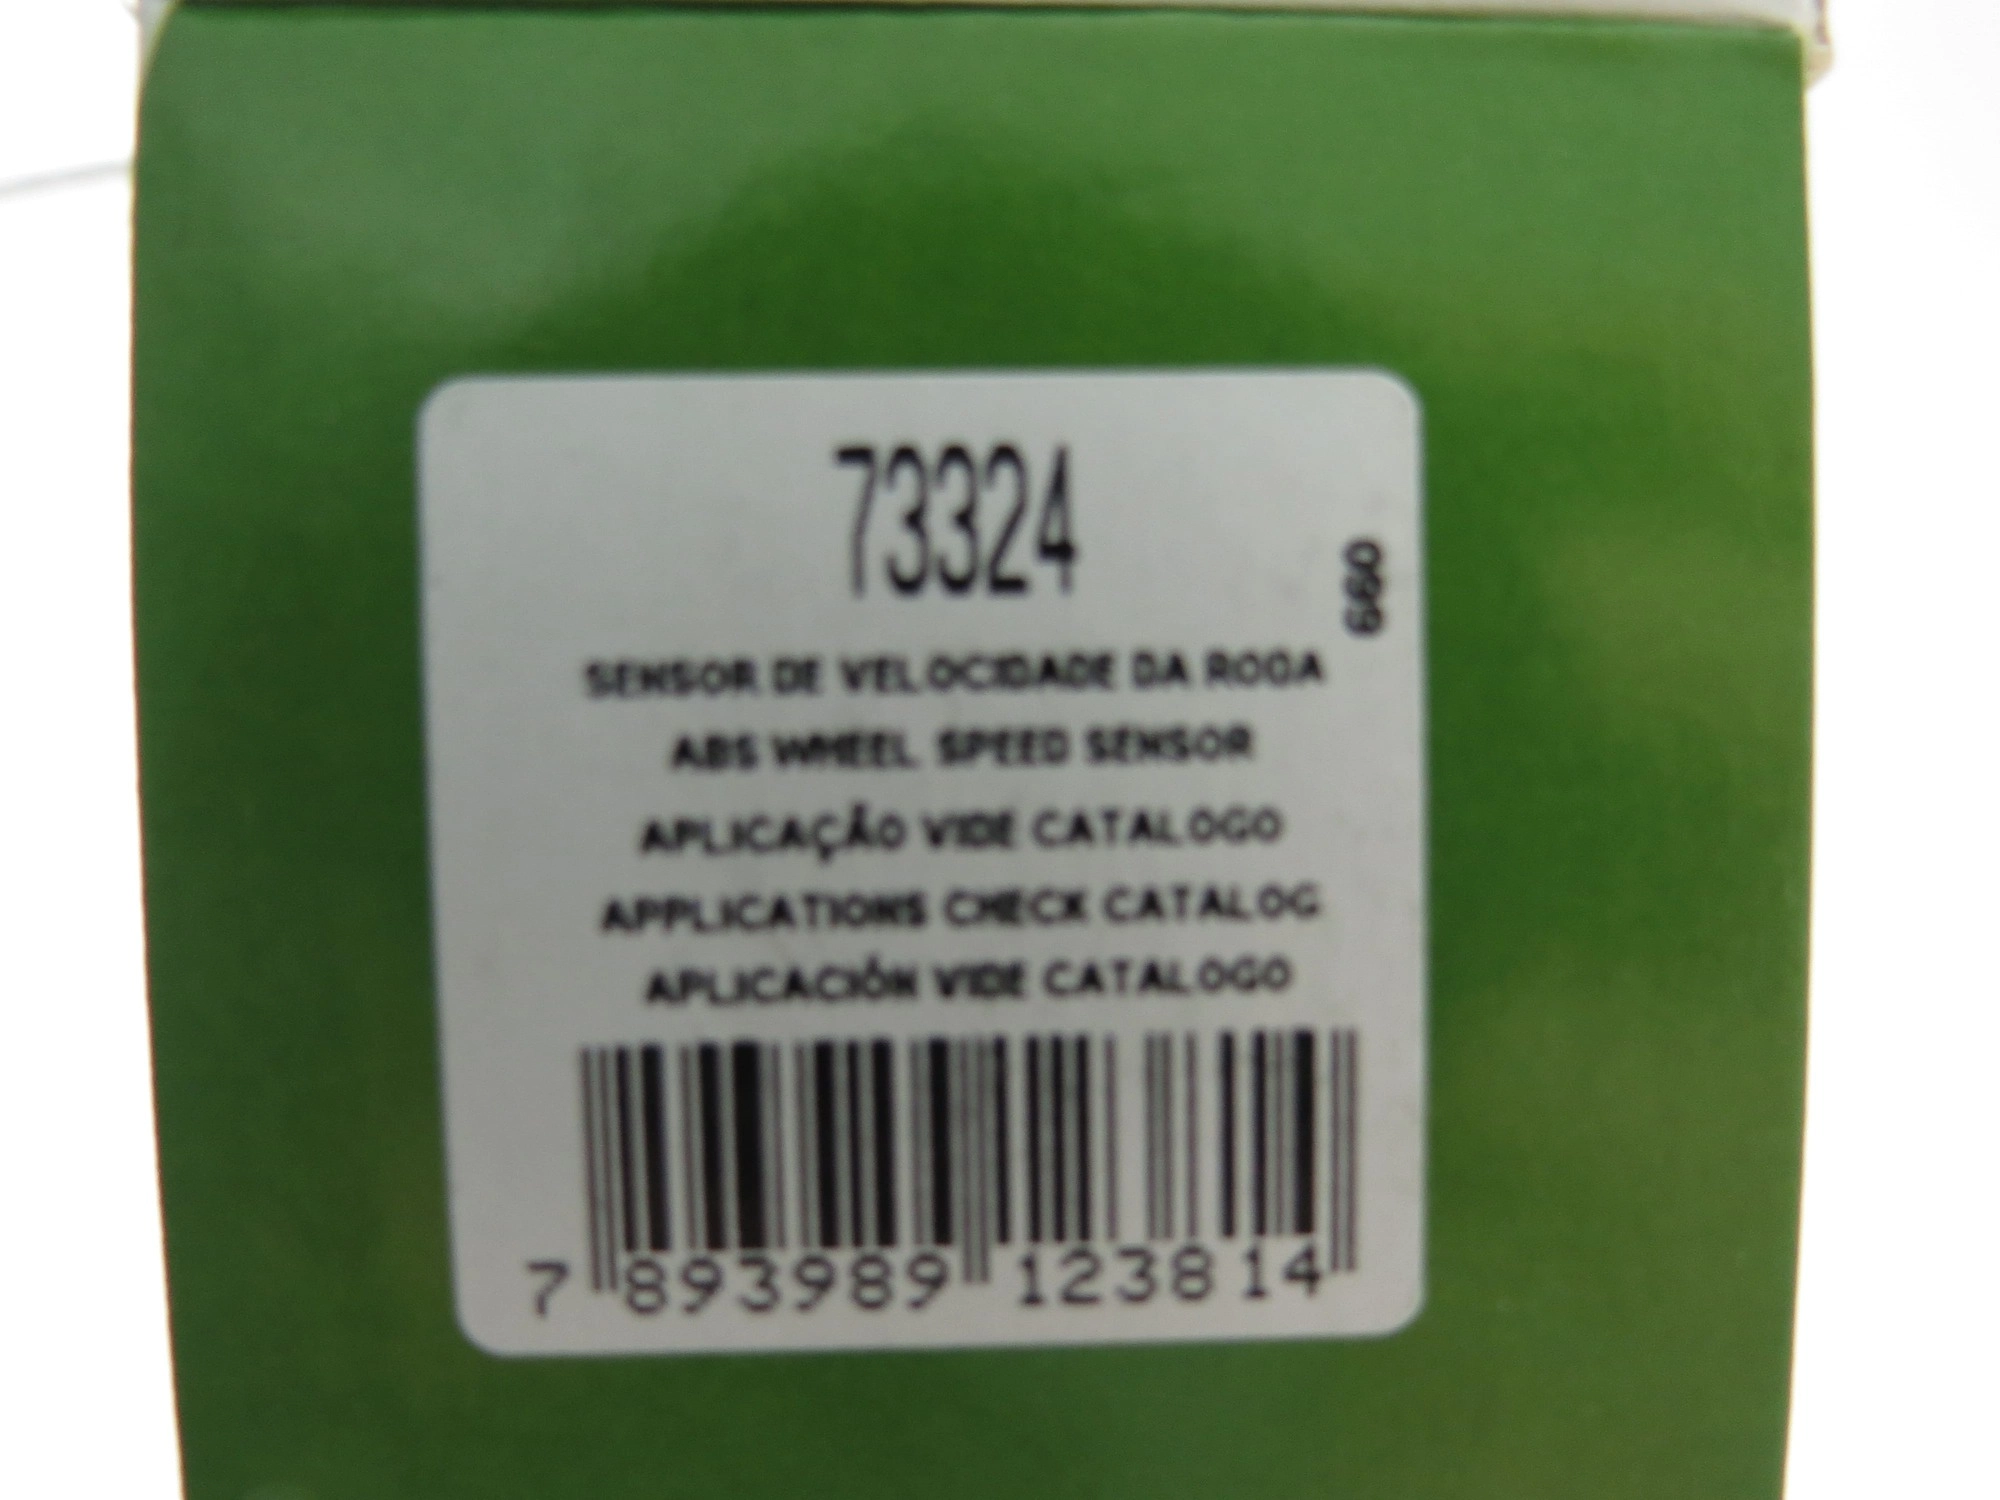 73324
660
SENSOR DE VELOCIDADE DA RODA
ABS WHEEL SPEED SENSOR
APLICAÇÃO VIDE CATALOGO
APPLICATIONS CHECK CATALOG
APLICACIÓN VIDE CATALOGO
7 893989 123814